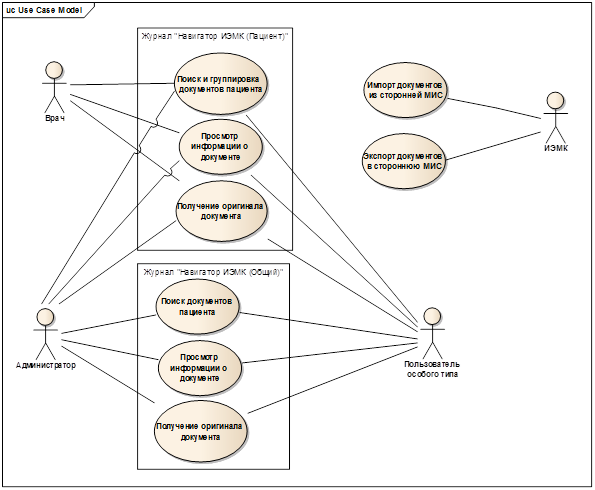 uc Use Case Model
Журнал "Навигатор ИЭМК (Пациент)"
Поиск и группировка
документов пациента
Врач
Просмотр
информации о
документе
Получение оригинала
документа
Импорт документов
из сторонней МИС
Экспорт документов
в стороннюю МИС
ИЭМК
Журнал "Навигатор ИЭМК (Общий)"
Поиск документов
пациента
Администратор
Просмотр
информации о
документе
Пользователь
особого типа
Получение оригинала
документа